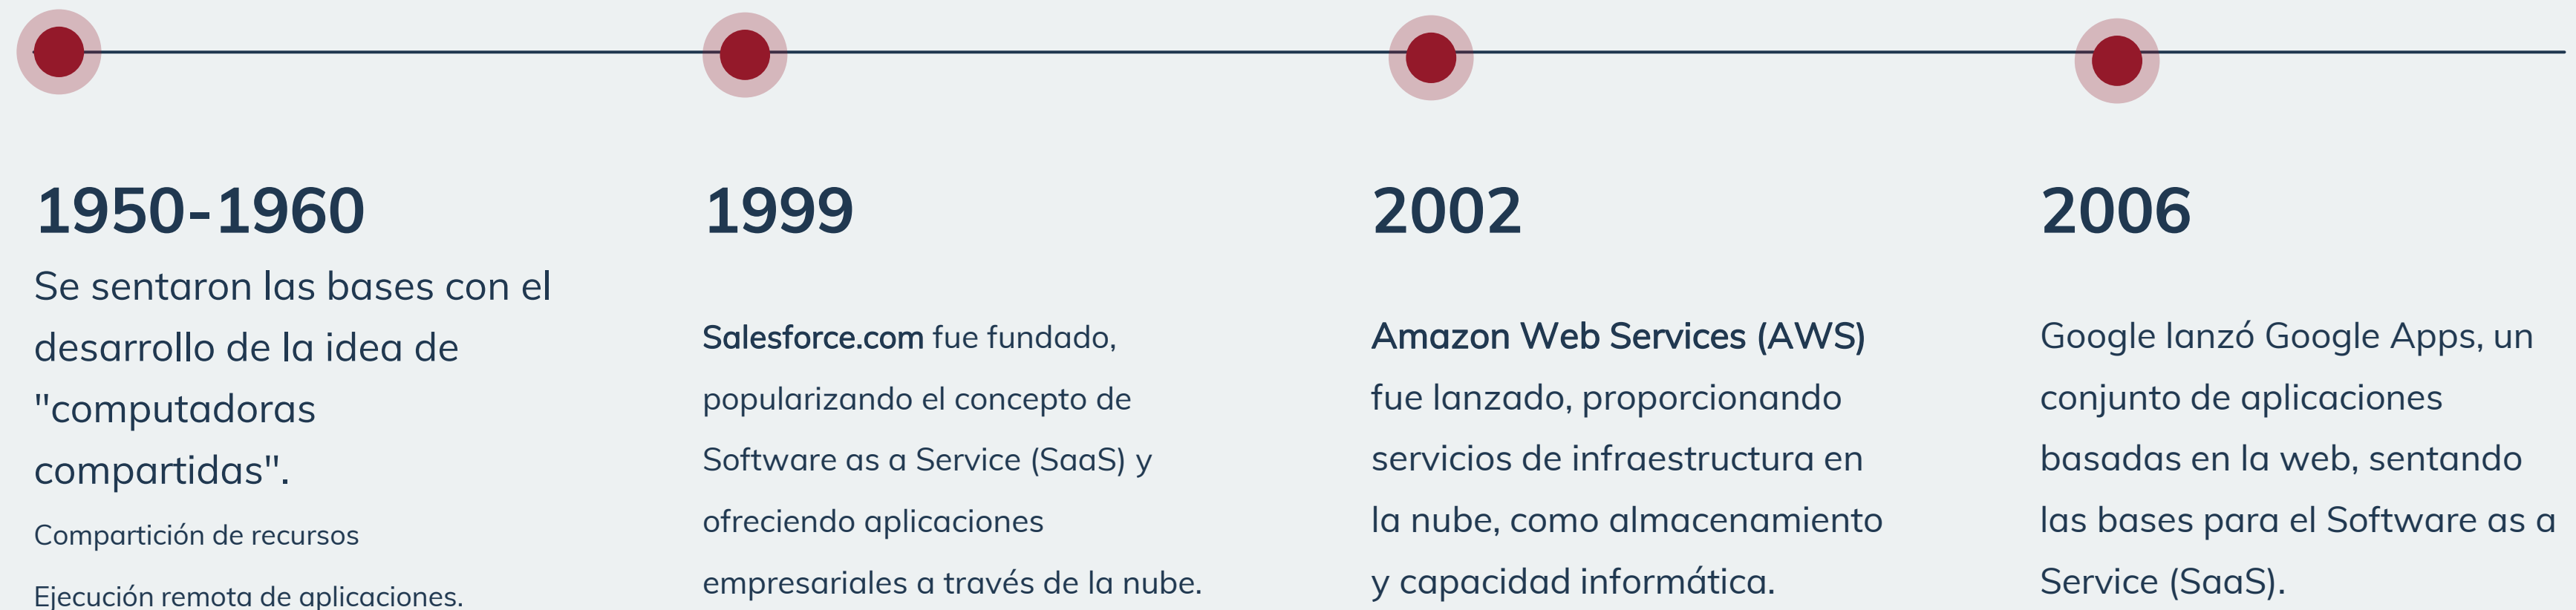 1950-1960
Se sentaron las bases con el
desarrollo de la idea de
"computadoras
compartidas".
Compartición de recursos
Ejecución remota de aplicaciones.
1999
Salesforce.com fue fundado,
popularizando el concepto de
Software as a Service (SaaS) y
ofreciendo aplicaciones
empresariales a través de la nube.
2002
Amazon Web Services (AWS)
fue lanzado, proporcionando
servicios de infraestructura en
la nube, como almacenamiento
y capacidad informática.
2006
Google lanzó Google Apps, un
conjunto de aplicaciones
basadas en la web, sentando
las bases para el Software as a
Service (SaaS).